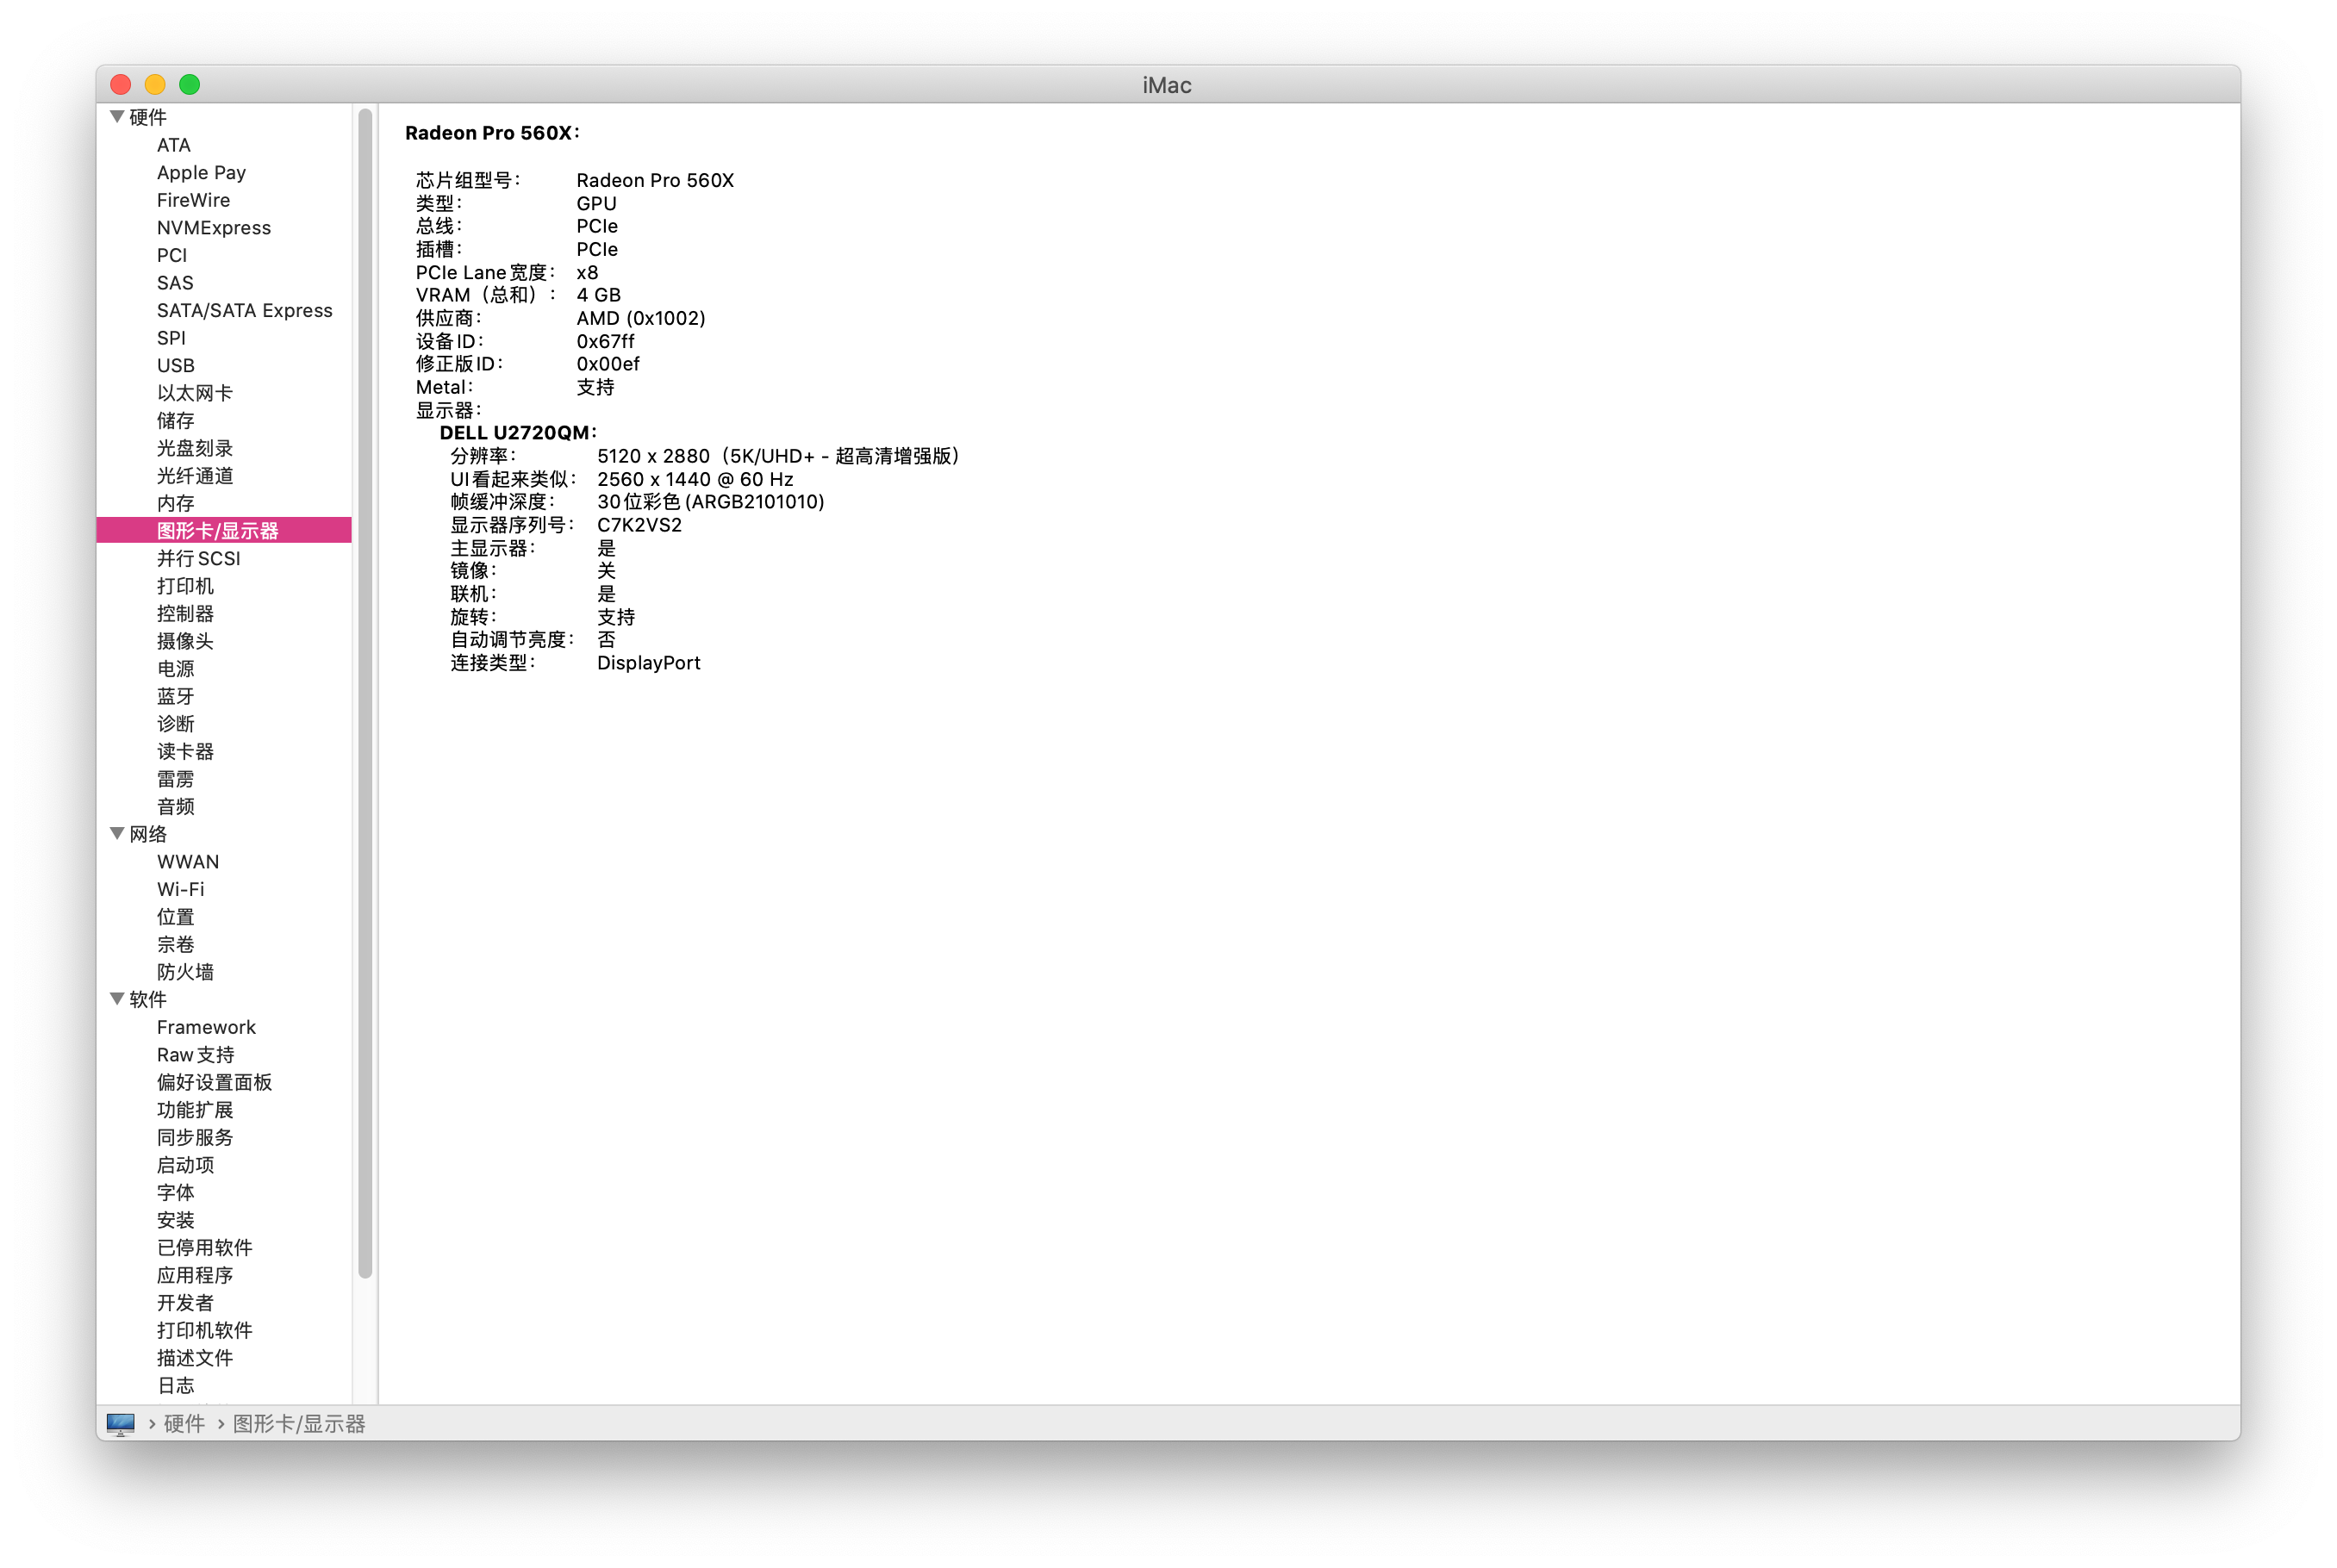 iMac
硬件
ATA
Apple Pay
FireWire
NVMExpress
PCI
SAS
SATA/SATA Express
SPI
USB
以太网卡
储存
光盘刻录
光纤通道
内存
图形卡/显示器
并行 SCSI
打印机
控制器
摄像头
电源
蓝牙
诊断
读卡器
雷雳
音频
网络
WWAN
Wi-Fi
位置
宗卷
防火墙
软件
Framework
Raw 支持
偏好设置面板
功能扩展
同步服务
启动项
字体
安装
已停用软件
应用程序
开发者
打印机软件
描述文件
日志
Radeon Pro 560X：
芯片组型号： Radeon Pro 560X
类型： GPU
总线： PCIe
插槽： PCIe
PCIe Lane 宽度： x8
VRAM（总和）： 4 GB
供应商： AMD (0x1002)
设备 ID： 0x67ff
修正版 ID： 0x00ef
Metal： 支持
显示器：
DELL U2720QM：
分辨率： 5120 x 2880（5K/UHD+ - 超高清增强版）
UI 看起来类似： 2560 x 1440 @ 60 Hz
帧缓冲深度： 30 位彩色 (ARGB2101010)
显示器序列号： C7K2VS2
主显示器： 是
镜像： 关
联机： 是
旋转： 支持
自动调节亮度： 否
连接类型： DisplayPort
› 硬件 › 图形卡/显示器